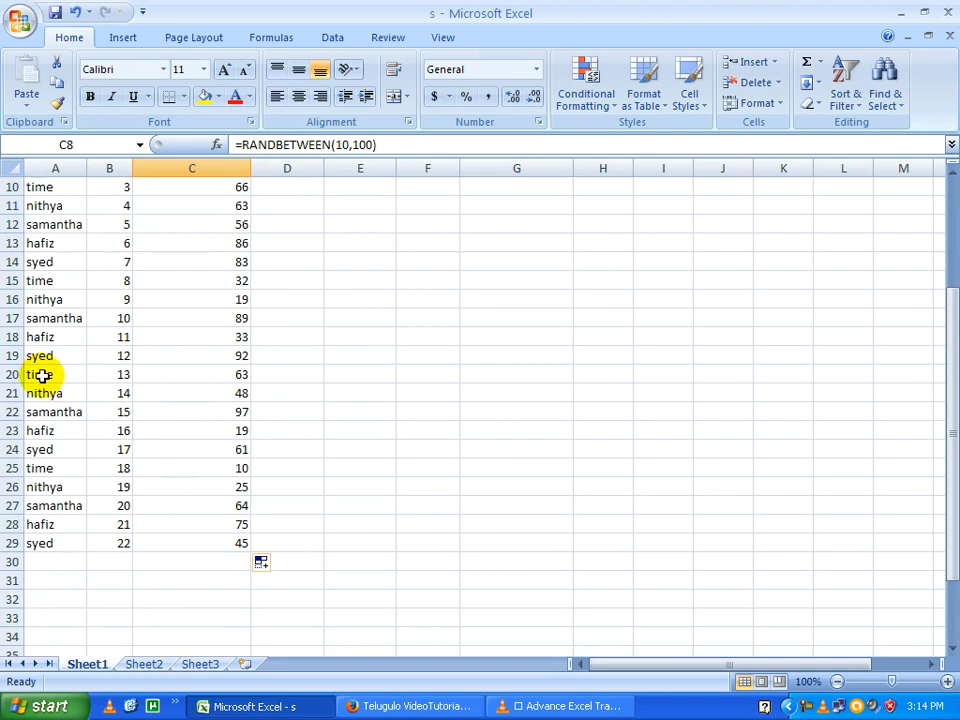 s - Microsoft Excel
Home Insert Page Layout Formulas Data Review View
Calibri 11 General
Paste
B I U A $ % , .00 .0
Conditional Formatting Format as Table Cell Styles
Insert
Delete
Format
Σ
Sort & Filter Find & Select
Clipboard Font Alignment Number Styles Cells Editing
C8 fx =RANDBETWEEN(10,100)
A B C D E F G H I J K L M
10 time 3 66
11 nithya 4 63
12 samantha 5 56
13 hafiz 6 86
14 syed 7 83
15 time 8 32
16 nithya 9 19
17 samantha 10 89
18 hafiz 11 33
19 syed 12 92
20 time 13 63
21 nithya 14 48
22 samantha 15 97
23 hafiz 16 19
24 syed 17 61
25 time 18 10
26 nithya 19 25
27 samantha 20 64
28 hafiz 21 75
29 syed 22 45
30
31
32
33
34
35
Sheet1 Sheet2 Sheet3
Ready 100%
start Microsoft Excel - s Telugulo VideoTutoria... Advance Excel Tra... 3:14 PM